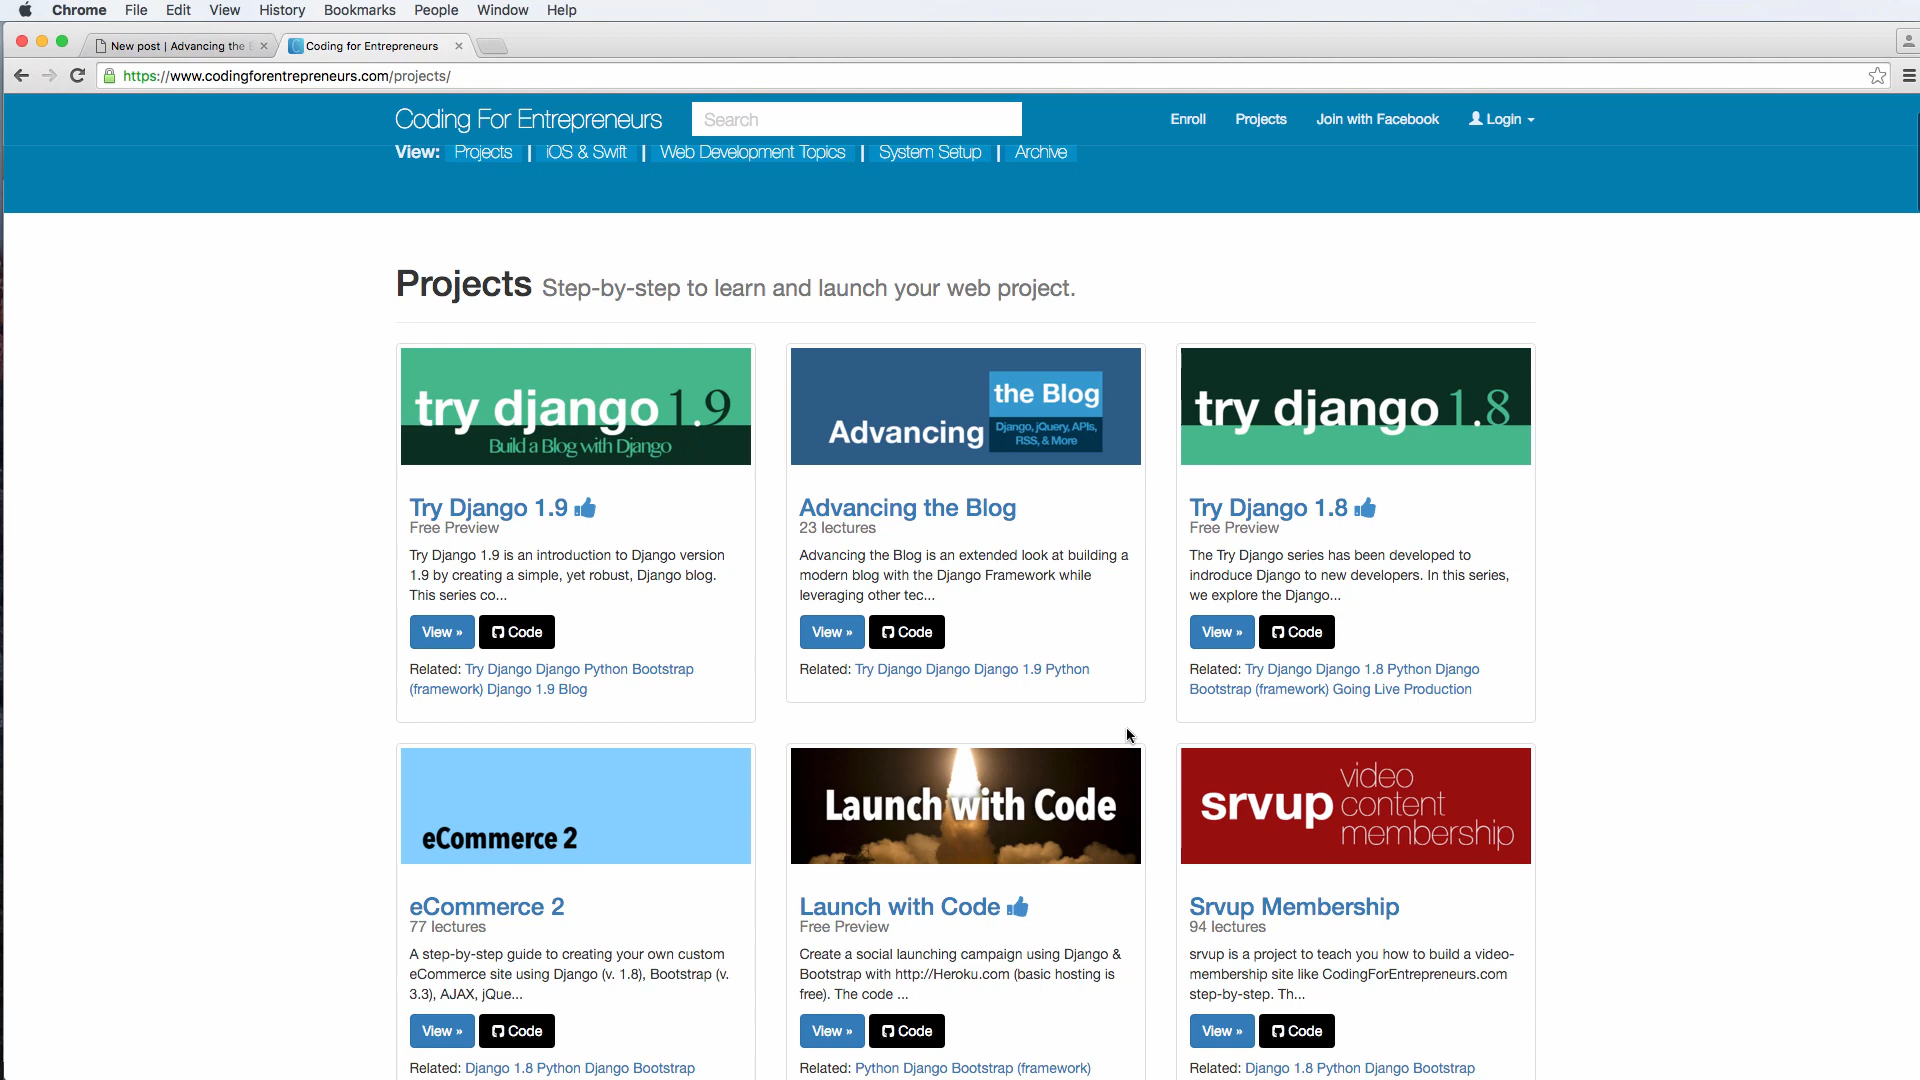 Chrome File Edit View History Bookmarks People Window Help
New post | Advancing the
Coding for Entrepreneurs
https://www.codingforentrepreneurs.com/projects/
Coding For Entrepreneurs
Search
Enroll Projects Join with Facebook Login
View: Projects | iOS & Swift | Web Development Topics | System Setup | Archive
Projects Step-by-step to learn and launch your web project.
try django 1.9
Build a Blog with Django
Try Django 1.9
Free Preview
Try Django 1.9 is an introduction to Django version
1.9 by creating a simple, yet robust, Django blog.
This series co...
View » Code
Related: Try Django Django Python Bootstrap
(framework) Django 1.9 Blog
Advancing the Blog
Django, jQuery, APIs,
RSS, & More
Advancing the Blog
23 lectures
Advancing the Blog is an extended look at building a
modern blog with the Django Framework while
leveraging other tec...
View » Code
Related: Try Django Django Django 1.9 Python
try django 1.8
Try Django 1.8
Free Preview
The Try Django series has been developed to
indroduce Django to new developers. In this series,
we explore the Django...
View » Code
Related: Try Django Django 1.8 Python Django
Bootstrap (framework) Going Live Production
eCommerce 2
eCommerce 2
77 lectures
A step-by-step guide to creating your own custom
eCommerce site using Django (v. 1.8), Bootstrap (v.
3.3), AJAX, jQue...
View » Code
Related: Django 1.8 Python Django Bootstrap
Launch with Code
Launch with Code
Free Preview
Create a social launching campaign using Django &
Bootstrap with http://Heroku.com (basic hosting is
free). The code ...
View » Code
Related: Python Django Bootstrap (framework)
srvup video
content
membership
Srvup Membership
94 lectures
srvup is a project to teach you how to build a video-
membership site like CodingForEntrepreneurs.com
step-by-step. Th...
View » Code
Related: Django 1.8 Python Django Bootstrap